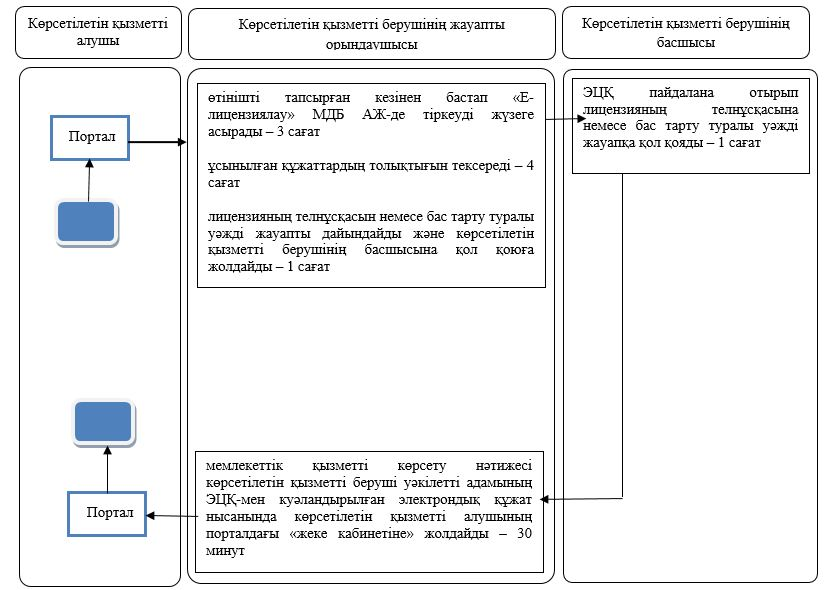 Көрсетілетін қызметті
алушы
Көрсетілетін қызметті берушінің жауапты
орындаушысы
Көрсетілетін қызметті берушінің
басшысы
Портал
өтінішті тапсырған кезінен бастап «Е-
лицензиялау» МДБ АЖ-де тіркеуді жүзеге
асырады – 3 сағат
ұсынылған құжаттардың толықтығын тексереді – 4
сағат
лицензияның телнұсқасын немесе бас тарту туралы
уәжді жауапты дайындайды және көрсетілетін
қызметті берушінің басшысына қол қоюға
жолдайды – 1 сағат
ЭЦҚ пайдалана отырып
лицензияның телнұсқасына
немесе бас тарту туралы уәжді
жауапқа қол қояды – 1 сағат
мемлекеттік қызметті көрсету нәтижесі
көрсетілетін қызметті беруші уәкілетті адамының
ЭЦҚ-мен куәландырылған электрондық құжат
нысанында көрсетілетін қызметті алушының
порталдағы «жеке кабинетіне» жолдайды – 30
минут
Портал